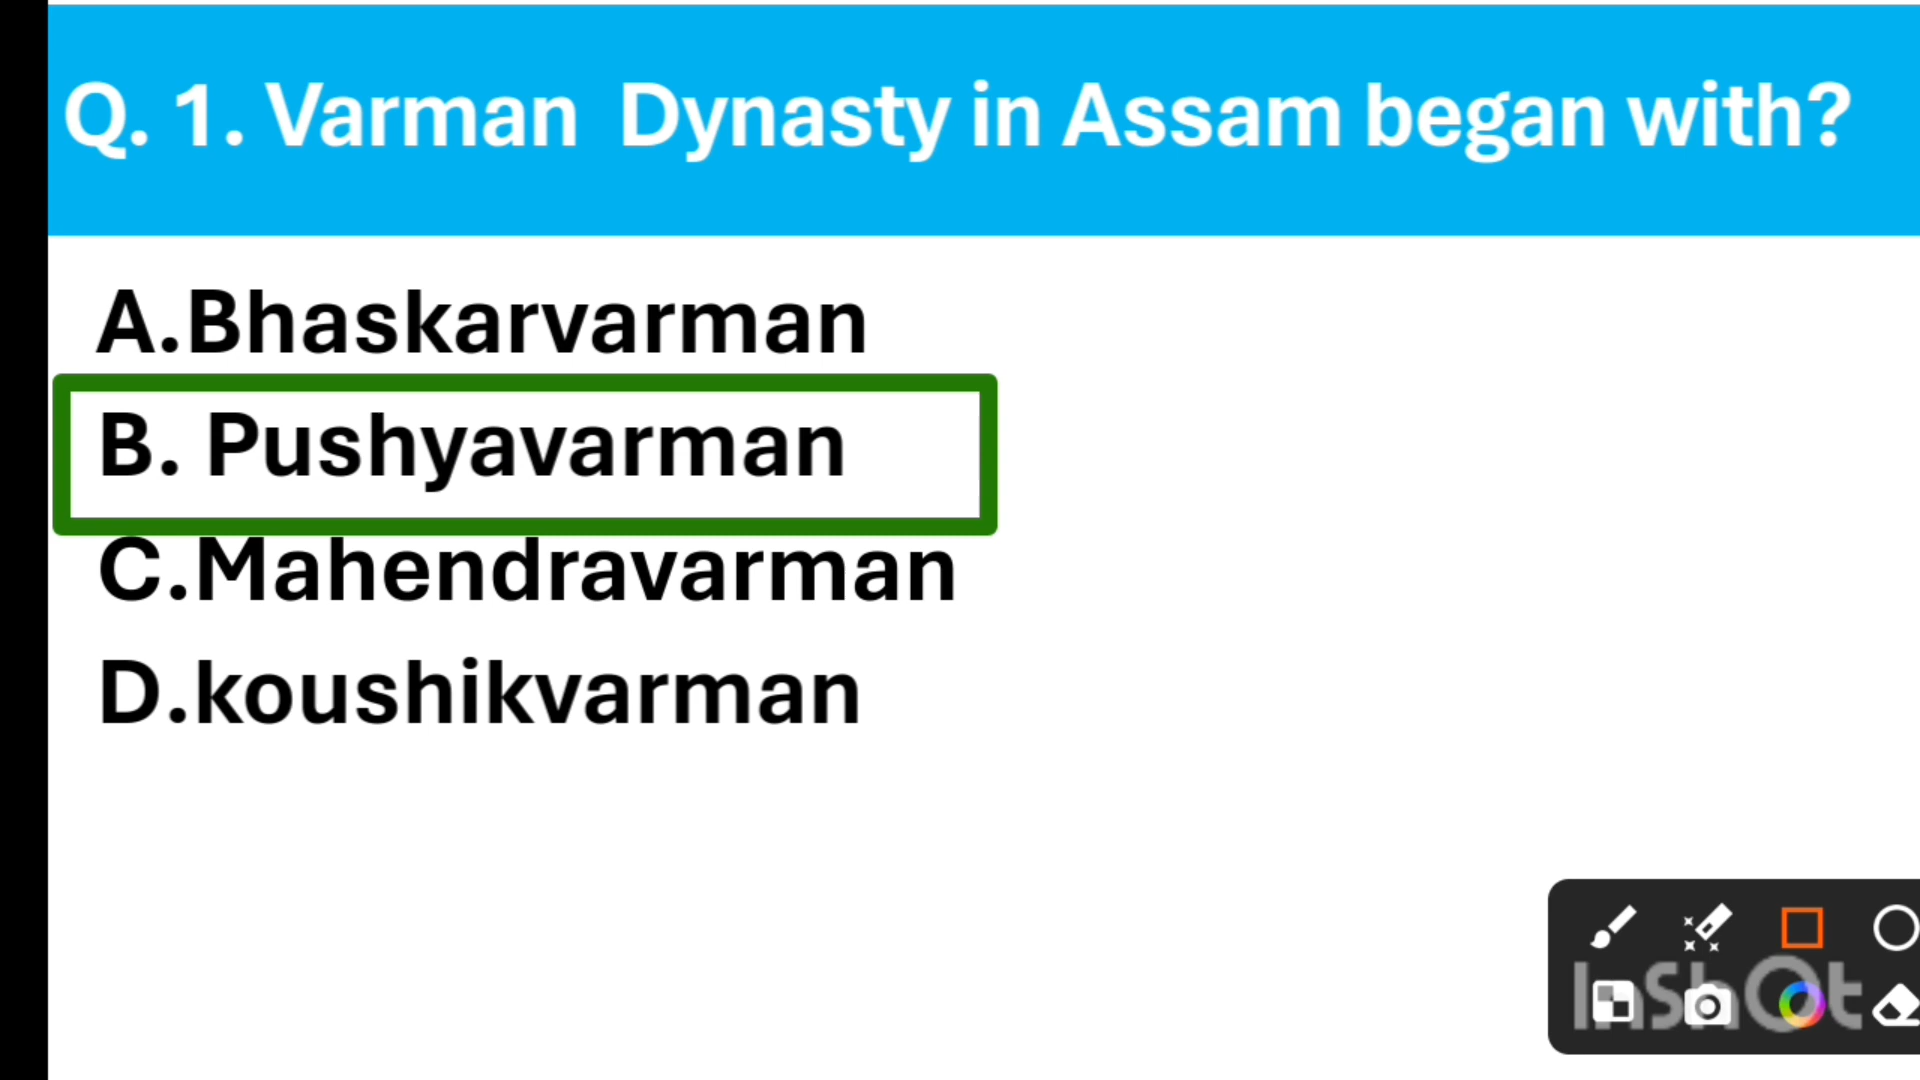 Q. 1. Varman Dynasty in Assam began with?
A.Bhaskarvarman
B. Pushyavarman
C.Mahendravarman
D.koushikvarman
InShOt